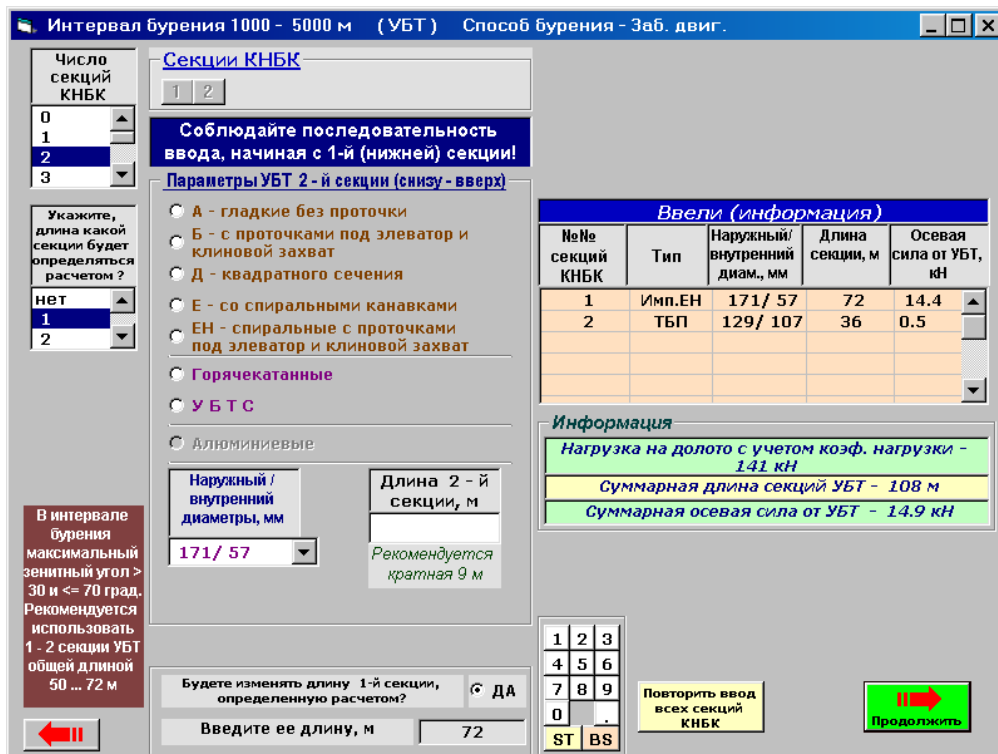 Интервал бурения 1000 - 5000 м (УБТ) Способ бурения - Заб. двиг.
Число
секций
КНБК
0
1
2
3
Укажите,
длина какой
секции будет
определяться
расчетом ?
нет
1
2
В интервале
бурения
максимальный
зенитный угол >
30 и <= 70 град.
Рекомендуется
использовать
1 - 2 секции УБТ
общей длиной
50 ... 72 м
Секции КНБК
1 2
Соблюдайте последовательность
ввода, начиная с 1-й (нижней) секции!
Параметры УБТ 2 - й секции (снизу - вверх)
А - гладкие без проточки
Б - с проточками под элеватор и
клиновой захват
Д - квадратного сечения
Е - со спиральными канавками
ЕН - спиральные с проточками
под элеватор и клиновой захват
Горячекатанные
У Б Т С
Алюминиевые
Наружный /
внутренний
диаметры, мм
171/ 57
Длина 2 - й
секции, м
Рекомендуется
кратная 9 м
Будете изменять длину 1-й секции,
определенную расчетом?
ДА
Введите ее длину, м 72
Ввели (информация)
№№
секций
КНБК
Тип
Наружный/
внутренний
диам., мм
Длина
секции, м
Осевая
сила от УБТ,
кН
1 Имп.ЕН 171/ 57 72 14.4
2 ТБП 129/ 107 36 0.5
Информация
Нагрузка на долото с учетом коэф. нагрузки -
141 кН
Суммарная длина секций УБТ - 108 м
Суммарная осевая сила от УБТ - 14.9 кН
1 2 3
4 5 6
7 8 9
0 .
ST BS
Повторить ввод
всех секций
КНБК
Продолжить